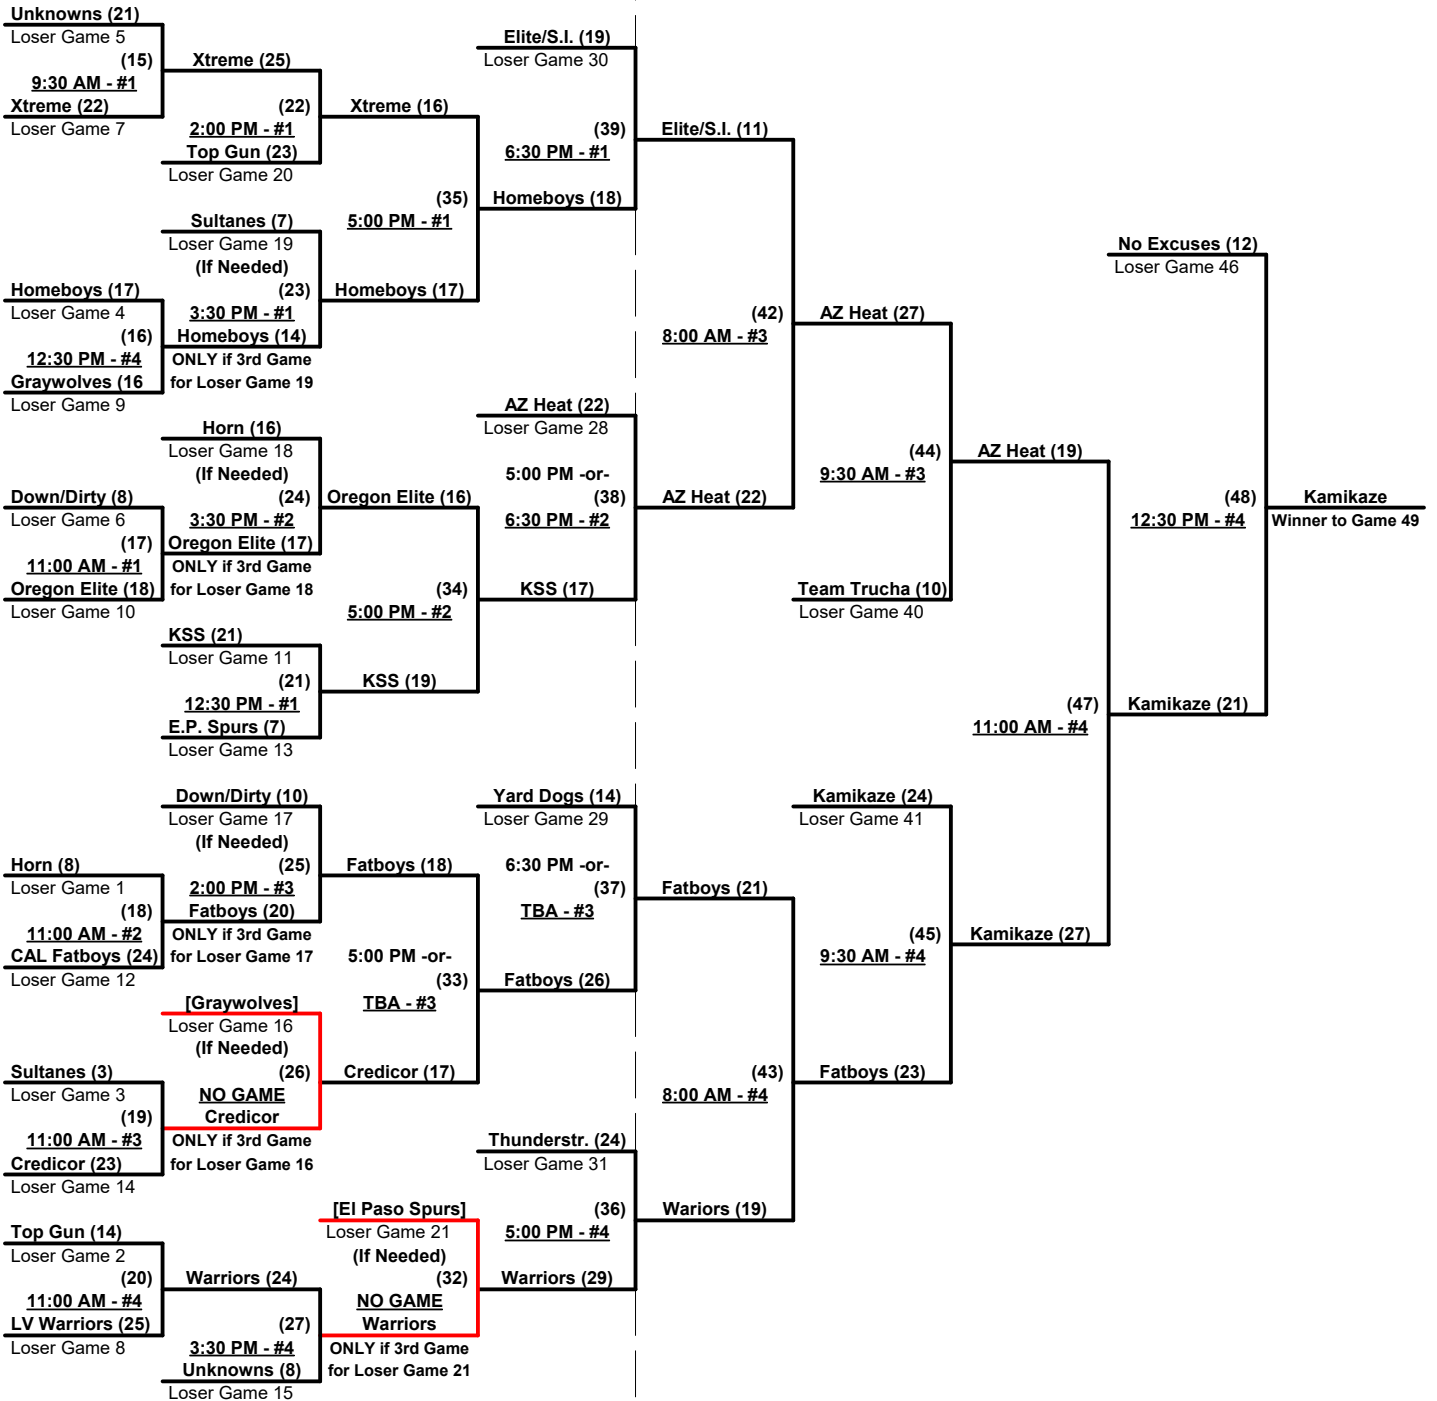 Unknowns (21)
Loser Game 5
(15)
9:30 AM - #1
Xtreme (22)
Loser Game 7
Xtreme (25)
(22)
2:00 PM - #1
Top Gun (23)
Loser Game 20
Xtreme (16)
Sultanes (7)
Loser Game 19
(If Needed)
(23)
3:30 PM - #1
Homeboys (14)
ONLY if 3rd Game
for Loser Game 19
Homeboys (17)
Loser Game 4
(16)
12:30 PM - #4
Graywolves (16
Loser Game 9
(35)
5:00 PM - #1
Homeboys (17)
Elite/S.I. (19)
Loser Game 30
(39)
6:30 PM - #1
Homeboys (18)
Elite/S.I. (11)
Horn (16)
Loser Game 18
(If Needed)
(24)
3:30 PM - #2
Oregon Elite (17)
ONLY if 3rd Game
for Loser Game 18
Down/Dirty (8)
Loser Game 6
(17)
11:00 AM - #1
Oregon Elite (18)
Loser Game 10
Oregon Elite (16)
(34)
5:00 PM - #2
KSS (21)
Loser Game 11
(21)
12:30 PM - #1
E.P. Spurs (7)
Loser Game 13
KSS (19)
AZ Heat (22)
Loser Game 28
5:00 PM -or-
(38)
6:30 PM - #2
KSS (17)
AZ Heat (22)
(42)
8:00 AM - #3
AZ Heat (27)
(44)
9:30 AM - #3
Team Trucha (10)
Loser Game 40
AZ Heat (19)
No Excuses (12)
Loser Game 46
(48)
12:30 PM - #4
Kamikaze
Winner to Game 49
(47)
11:00 AM - #4
Kamikaze (21)
Down/Dirty (10)
Loser Game 17
(If Needed)
(25)
2:00 PM - #3
Fatboys (20)
ONLY if 3rd Game
for Loser Game 17
Horn (8)
Loser Game 1
(18)
11:00 AM - #2
CAL Fatboys (24)
Loser Game 12
Fatboys (18)
5:00 PM -or-
(33)
TBA - #3
[Graywolves]
Loser Game 16
(If Needed)
(26)
NO GAME
Credicor
ONLY if 3rd Game
for Loser Game 16
Sultanes (3)
Loser Game 3
(19)
11:00 AM - #3
Credicor (23)
Loser Game 14
Credicor (17)
Yard Dogs (14)
Loser Game 29
6:30 PM -or-
(37)
TBA - #3
Fatboys (26)
Fatboys (21)
Kamikaze (24)
Loser Game 41
(45)
9:30 AM - #4
Kamikaze (27)
(43)
8:00 AM - #4
Fatboys (23)
Thunderstr. (24)
Loser Game 31
(36)
5:00 PM - #4
Wariors (19)
[El Paso Spurs]
Loser Game 21
(If Needed)
(32)
NO GAME
Warriors
ONLY if 3rd Game
for Loser Game 21
Warriors (29)
Top Gun (14)
Loser Game 2
(20)
11:00 AM - #4
LV Warriors (25)
Loser Game 8
Warriors (24)
(27)
3:30 PM - #4
Unknowns (8)
Loser Game 15